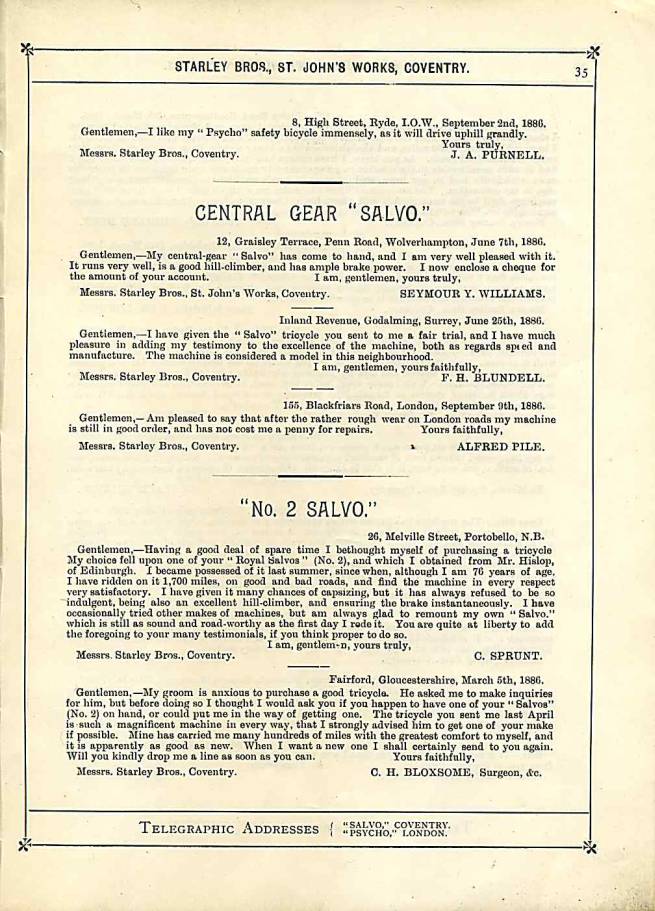 STARLEY BROS., ST. JOHN'S WORKS, COVENTRY.
35
8, High Street, Ryde, I.O.W., September 2nd, 1886.
Gentlemen,—I like my "Psycho" safety bicycle immensely, as it will drive uphill grandly.
Yours truly,
Messrs. Starley Bros., Coventry. J. A. PURNELL.
CENTRAL GEAR "SALVO."
12, Graisley Terrace, Penn Road, Wolverhampton, June 7th, 1886.
Gentlemen,—My central-gear "Salvo" has come to hand, and I am very well pleased with it.
It runs very well, is a good hill-climber, and has ample brake power. I now enclose a cheque for
the amount of your account. I am, gentlemen, yours truly,
Messrs. Starley Bros., St. John's Works, Coventry. SEYMOUR Y. WILLIAMS.
Inland Revenue, Godalming, Surrey, June 25th, 1886.
Gentlemen,—I have given the "Salvo" tricycle you sent to me a fair trial, and I have much
pleasure in adding my testimony to the excellence of the machine, both as regards speed and
manufacture. The machine is considered a model in this neighbourhood.
I am, gentlemen, yours faithfully,
Messrs. Starley Bros., Coventry. F. H. BLUNDELL.
155, Blackfriars Road, London, September 9th, 1886.
Gentlemen,—Am pleased to say that after the rather rough wear on London roads my machine
is still in good order, and has not cost me a penny for repairs. Yours faithfully,
Messrs. Starley Bros., Coventry. ALFRED PILE.
"No. 2 SALVO."
26, Melville Street, Portobello, N.B.
Gentlemen,—Having a good deal of spare time I bethought myself of purchasing a tricycle
My choice fell upon one of your "Royal Salvos" (No. 2), and which I obtained from Mr. Hislop,
of Edinburgh. I became possessed of it last summer, since when, although I am 76 years of age,
I have ridden on it 1,700 miles, on good and bad roads, and find the machine in every respect
very satisfactory. I have given it many chances of capsizing, but it has always refused to be so
indulgent, being also an excellent hill-climber, and ensuring the brake instantaneously. I have
occasionally tried other makes of machines, but am always glad to remount my own "Salvo."
which is still as sound and road-worthy as the first day I rode it. You are quite at liberty to add
the foregoing to your many testimonials, if you think proper to do so.
I am, gentlemen, yours truly,
Messrs. Starley Bros., Coventry. C. SPRUNT.
Fairford, Gloucestershire, March 5th, 1886.
Gentlemen,—My groom is anxious to purchase a good tricycle. He asked me to make inquiries
for him, but before doing so I thought I would ask you if you happen to have one of your "Salvos"
(No. 2) on hand, or could put me in the way of getting one. The tricycle you sent me last April
is such a magnificent machine in every way, that I strongly advised him to get one of your make
if possible. Mine has carried me many hundreds of miles with the greatest comfort to myself, and
it is apparently as good as new. When I want a new one I shall certainly send to you again.
Will you kindly drop me a line as soon as you can. Yours faithfully,
Messrs. Starley Bros., Coventry. C. H. BLOXSOME, Surgeon, &c.
TELEGRAPHIC ADDRESSES { "SALVO," COVENTRY.
"PSYCHO," LONDON.